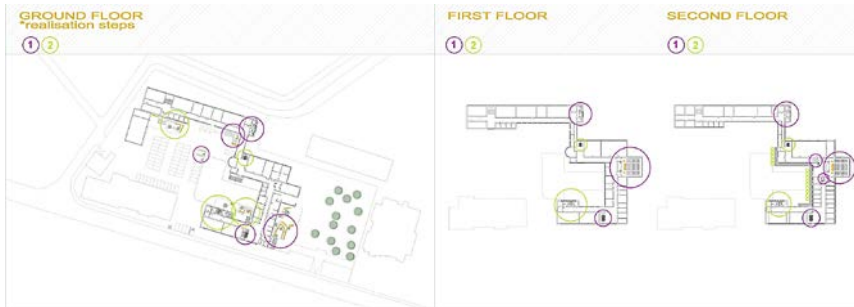 GROUND FLOOR
*realisation steps
1 2
FIRST FLOOR
1 2
SECOND FLOOR
1 2